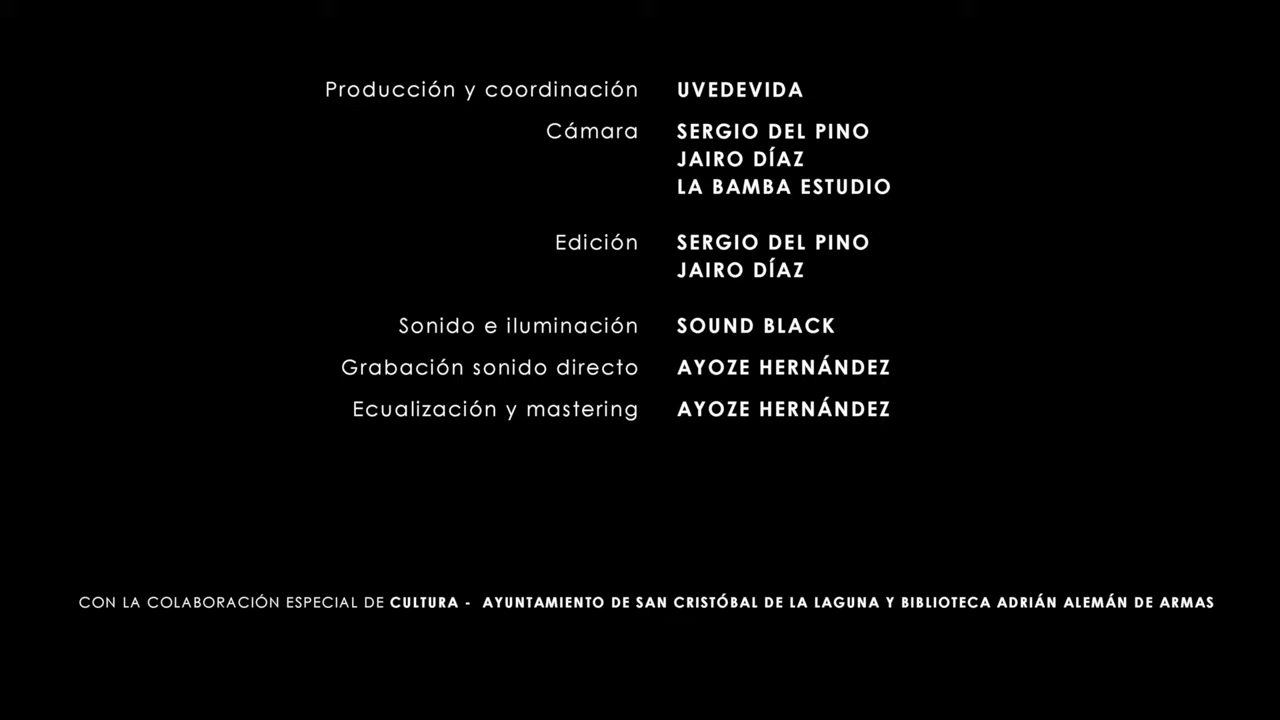 Producción y coordinación UVEDEVIDA
Cámara SERGIO DEL PINO
JAIRO DÍAZ
LA BAMBA ESTUDIO
Edición SERGIO DEL PINO
JAIRO DÍAZ
Sonido e iluminación SOUND BLACK
Grabación sonido directo AYOZE HERNÁNDEZ
Ecualización y mastering AYOZE HERNÁNDEZ
CON LA COLABORACIÓN ESPECIAL DE CULTURA - AYUNTAMIENTO DE SAN CRISTÓBAL DE LA LAGUNA Y BIBLIOTECA ADRIÁN ALEMÁN DE ARMAS